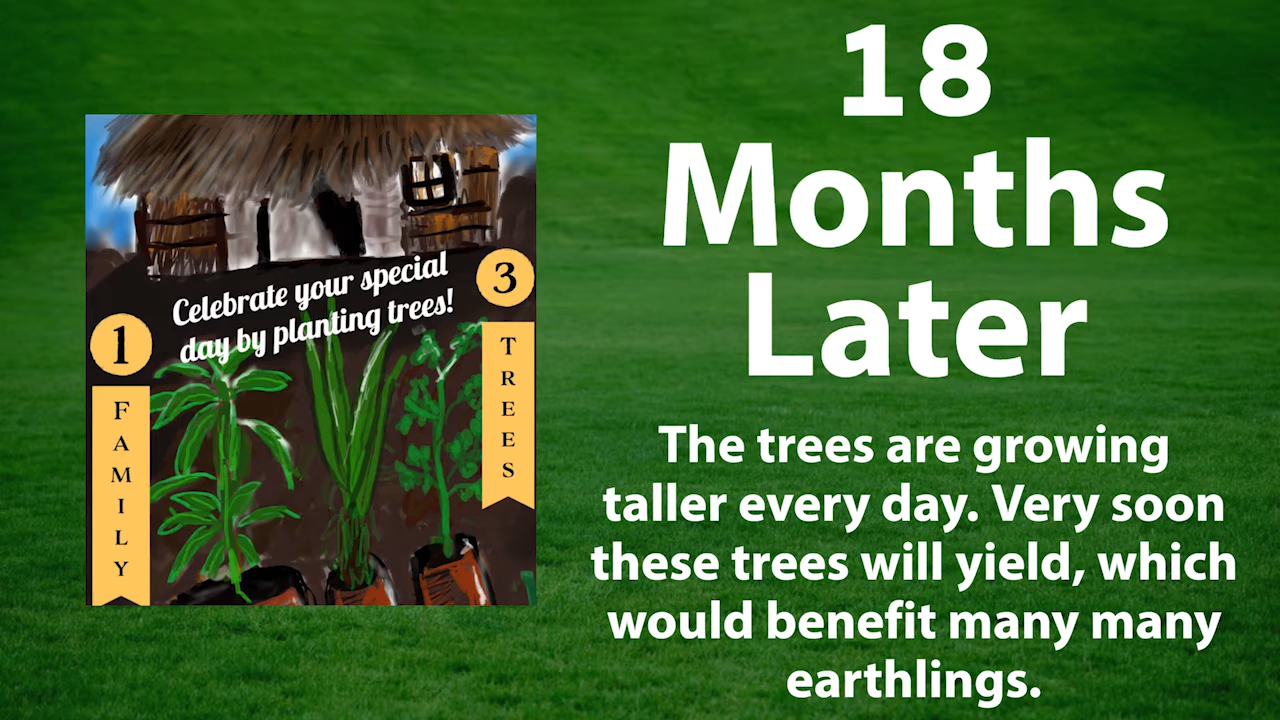 Celebrate your special
day by planting trees!
1
FAMILY
3
TREES
18
Months
Later
The trees are growing
taller every day. Very soon
these trees will yield, which
would benefit many many
earthlings.